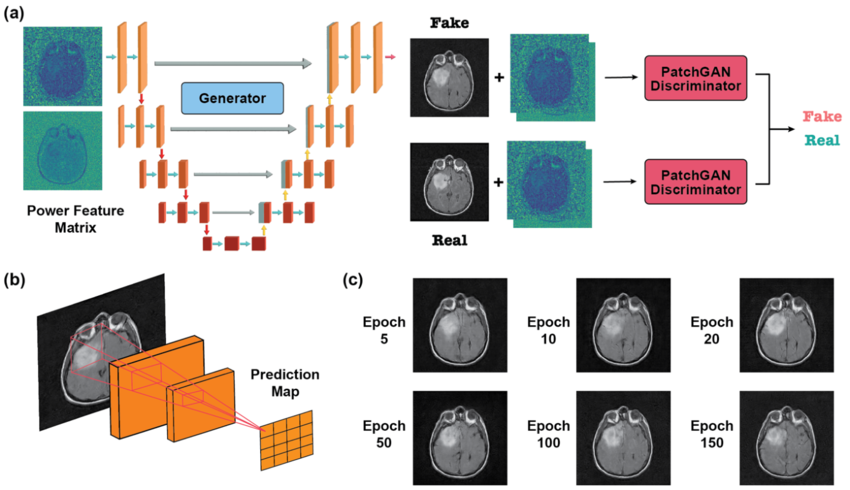 (a)
Generator
Power Feature
Matrix
Fake
+
PatchGAN
Discriminator
Fake
Real
+
PatchGAN
Discriminator
Real
(b)
Prediction
Map
(c)
Epoch
5
Epoch
10
Epoch
20
Epoch
50
Epoch
100
Epoch
150